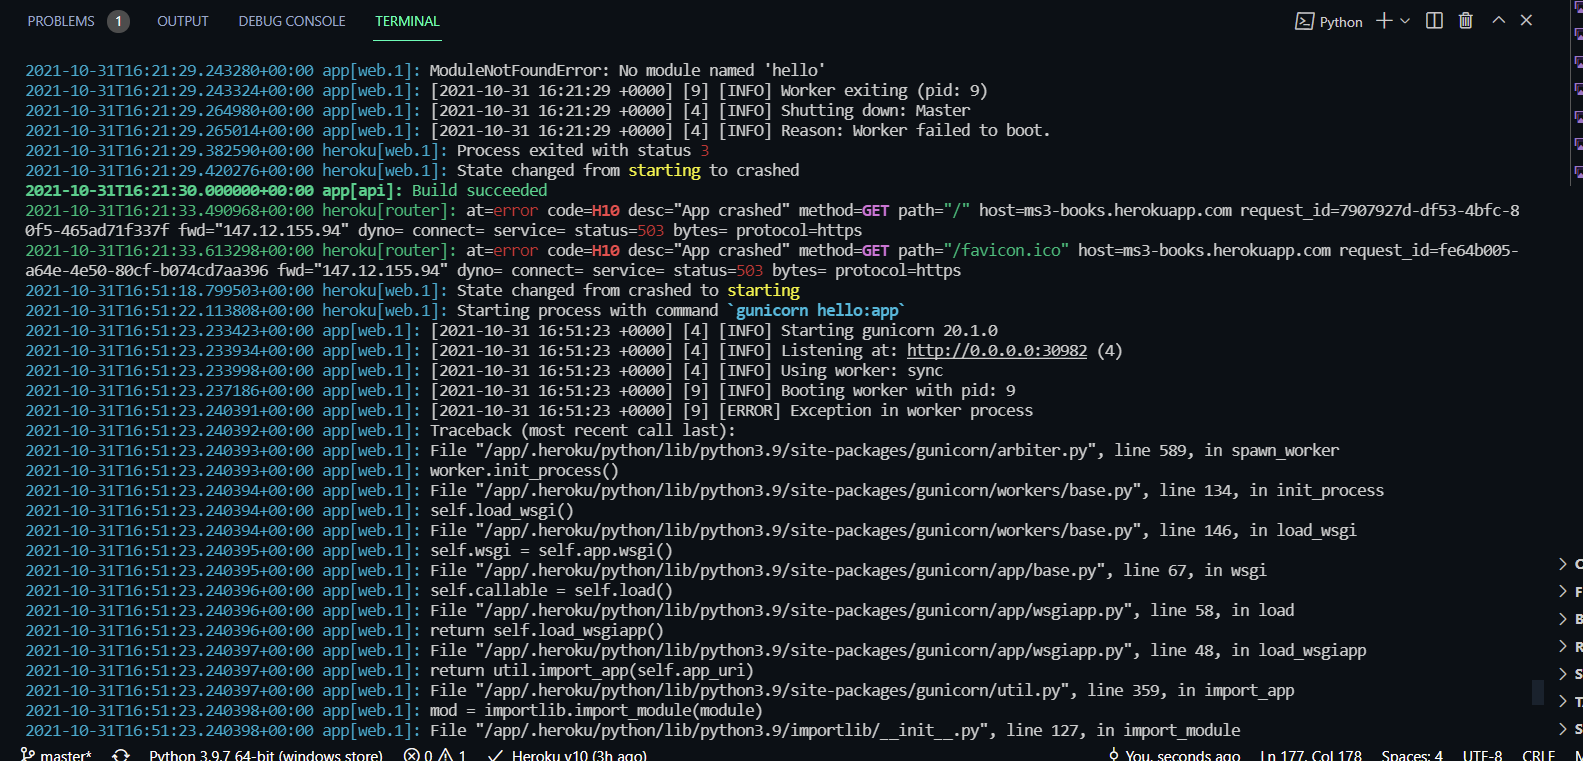 PROBLEMS 1 OUTPUT DEBUG CONSOLE TERMINAL Python
2021-10-31T16:21:29.243280+00:00 app[web.1]: ModuleNotFoundError: No module named 'hello'
2021-10-31T16:21:29.243324+00:00 app[web.1]: [2021-10-31 16:21:29 +0000] [9] [INFO] Worker exiting (pid: 9)
2021-10-31T16:21:29.264980+00:00 app[web.1]: [2021-10-31 16:21:29 +0000] [4] [INFO] Shutting down: Master
2021-10-31T16:21:29.265014+00:00 app[web.1]: [2021-10-31 16:21:29 +0000] [4] [INFO] Reason: Worker failed to boot.
2021-10-31T16:21:29.382590+00:00 heroku[web.1]: Process exited with status 3
2021-10-31T16:21:29.420276+00:00 heroku[web.1]: State changed from starting to crashed
2021-10-31T16:21:30.000000+00:00 app[api]: Build succeeded
2021-10-31T16:21:33.490968+00:00 heroku[router]: at=error code=H10 desc="App crashed" method=GET path="/" host=ms3-books.herokuapp.com request_id=7907927d-df53-4bfc-8
0f5-465ad71f337f fwd="147.12.155.94" dyno= connect= service= status=503 bytes= protocol=https
2021-10-31T16:21:33.613298+00:00 heroku[router]: at=error code=H10 desc="App crashed" method=GET path="/favicon.ico" host=ms3-books.herokuapp.com request_id=fe64b005-
a64e-4e50-80cf-b074cd7aa396 fwd="147.12.155.94" dyno= connect= service= status=503 bytes= protocol=https
2021-10-31T16:51:18.799503+00:00 heroku[web.1]: State changed from crashed to starting
2021-10-31T16:51:22.113808+00:00 heroku[web.1]: Starting process with command `gunicorn hello:app`
2021-10-31T16:51:23.233423+00:00 app[web.1]: [2021-10-31 16:51:23 +0000] [4] [INFO] Starting gunicorn 20.1.0
2021-10-31T16:51:23.233934+00:00 app[web.1]: [2021-10-31 16:51:23 +0000] [4] [INFO] Listening at: http://0.0.0.0:30982 (4)
2021-10-31T16:51:23.233998+00:00 app[web.1]: [2021-10-31 16:51:23 +0000] [4] [INFO] Using worker: sync
2021-10-31T16:51:23.237186+00:00 app[web.1]: [2021-10-31 16:51:23 +0000] [9] [INFO] Booting worker with pid: 9
2021-10-31T16:51:23.240391+00:00 app[web.1]: [2021-10-31 16:51:23 +0000] [9] [ERROR] Exception in worker process
2021-10-31T16:51:23.240392+00:00 app[web.1]: Traceback (most recent call last):
2021-10-31T16:51:23.240393+00:00 app[web.1]: File "/app/.heroku/python/lib/python3.9/site-packages/gunicorn/arbiter.py", line 589, in spawn_worker
2021-10-31T16:51:23.240393+00:00 app[web.1]: worker.init_process()
2021-10-31T16:51:23.240394+00:00 app[web.1]: File "/app/.heroku/python/lib/python3.9/site-packages/gunicorn/workers/base.py", line 134, in init_process
2021-10-31T16:51:23.240394+00:00 app[web.1]: self.load_wsgi()
2021-10-31T16:51:23.240394+00:00 app[web.1]: File "/app/.heroku/python/lib/python3.9/site-packages/gunicorn/workers/base.py", line 146, in load_wsgi
2021-10-31T16:51:23.240395+00:00 app[web.1]: self.wsgi = self.app.wsgi()
2021-10-31T16:51:23.240395+00:00 app[web.1]: File "/app/.heroku/python/lib/python3.9/site-packages/gunicorn/app/base.py", line 67, in wsgi
2021-10-31T16:51:23.240396+00:00 app[web.1]: self.callable = self.load()
2021-10-31T16:51:23.240396+00:00 app[web.1]: File "/app/.heroku/python/lib/python3.9/site-packages/gunicorn/app/wsgiapp.py", line 58, in load
2021-10-31T16:51:23.240396+00:00 app[web.1]: return self.load_wsgiapp()
2021-10-31T16:51:23.240397+00:00 app[web.1]: File "/app/.heroku/python/lib/python3.9/site-packages/gunicorn/app/wsgiapp.py", line 48, in load_wsgiapp
2021-10-31T16:51:23.240397+00:00 app[web.1]: return util.import_app(self.app_uri)
2021-10-31T16:51:23.240397+00:00 app[web.1]: File "/app/.heroku/python/lib/python3.9/site-packages/gunicorn/util.py", line 359, in import_app
2021-10-31T16:51:23.240398+00:00 app[web.1]: mod = importlib.import_module(module)
2021-10-31T16:51:23.240398+00:00 app[web.1]: File "/app/.heroku/python/lib/python3.9/importlib/__init__.py", line 127, in import_module
master* Python 3.9.7 64-bit (windows store) 0 1 Heroku v10 (3h ago) You, seconds ago Ln 177, Col 178 Spaces: 4 UTF-8 CRLF